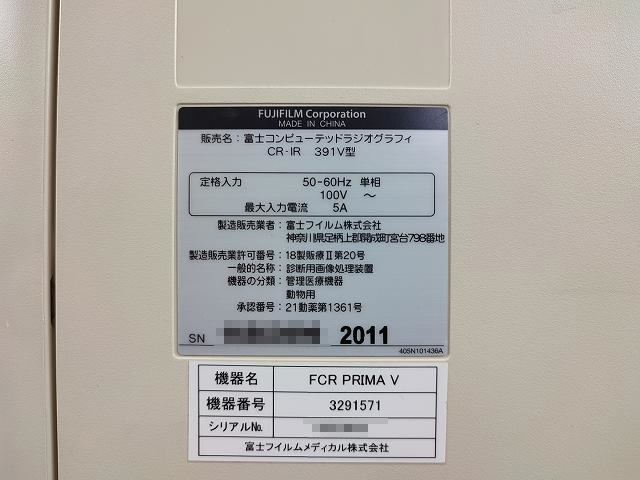 FUJIFILM Corporation
MADE IN CHINA
販売名：富士コンピューテッドラジオグラフィ
CR-IR 391V型
定格入力 50-60Hz 単相
100V ～
最大入力電流 5A
製造販売業者：富士フイルム株式会社
神奈川県足柄上郡開成町宮台798番地
製造販売業許可番号：18製販療Ⅱ第20号
一般的名称：診断用画像処理装置
機器の分類：管理医療機器
動物用
承認番号：21動薬第1361号
SN 2011
405N101436A
機器名 FCR PRIMA V
機器番号 3291571
シリアルNo.
富士フイルムメディカル株式会社